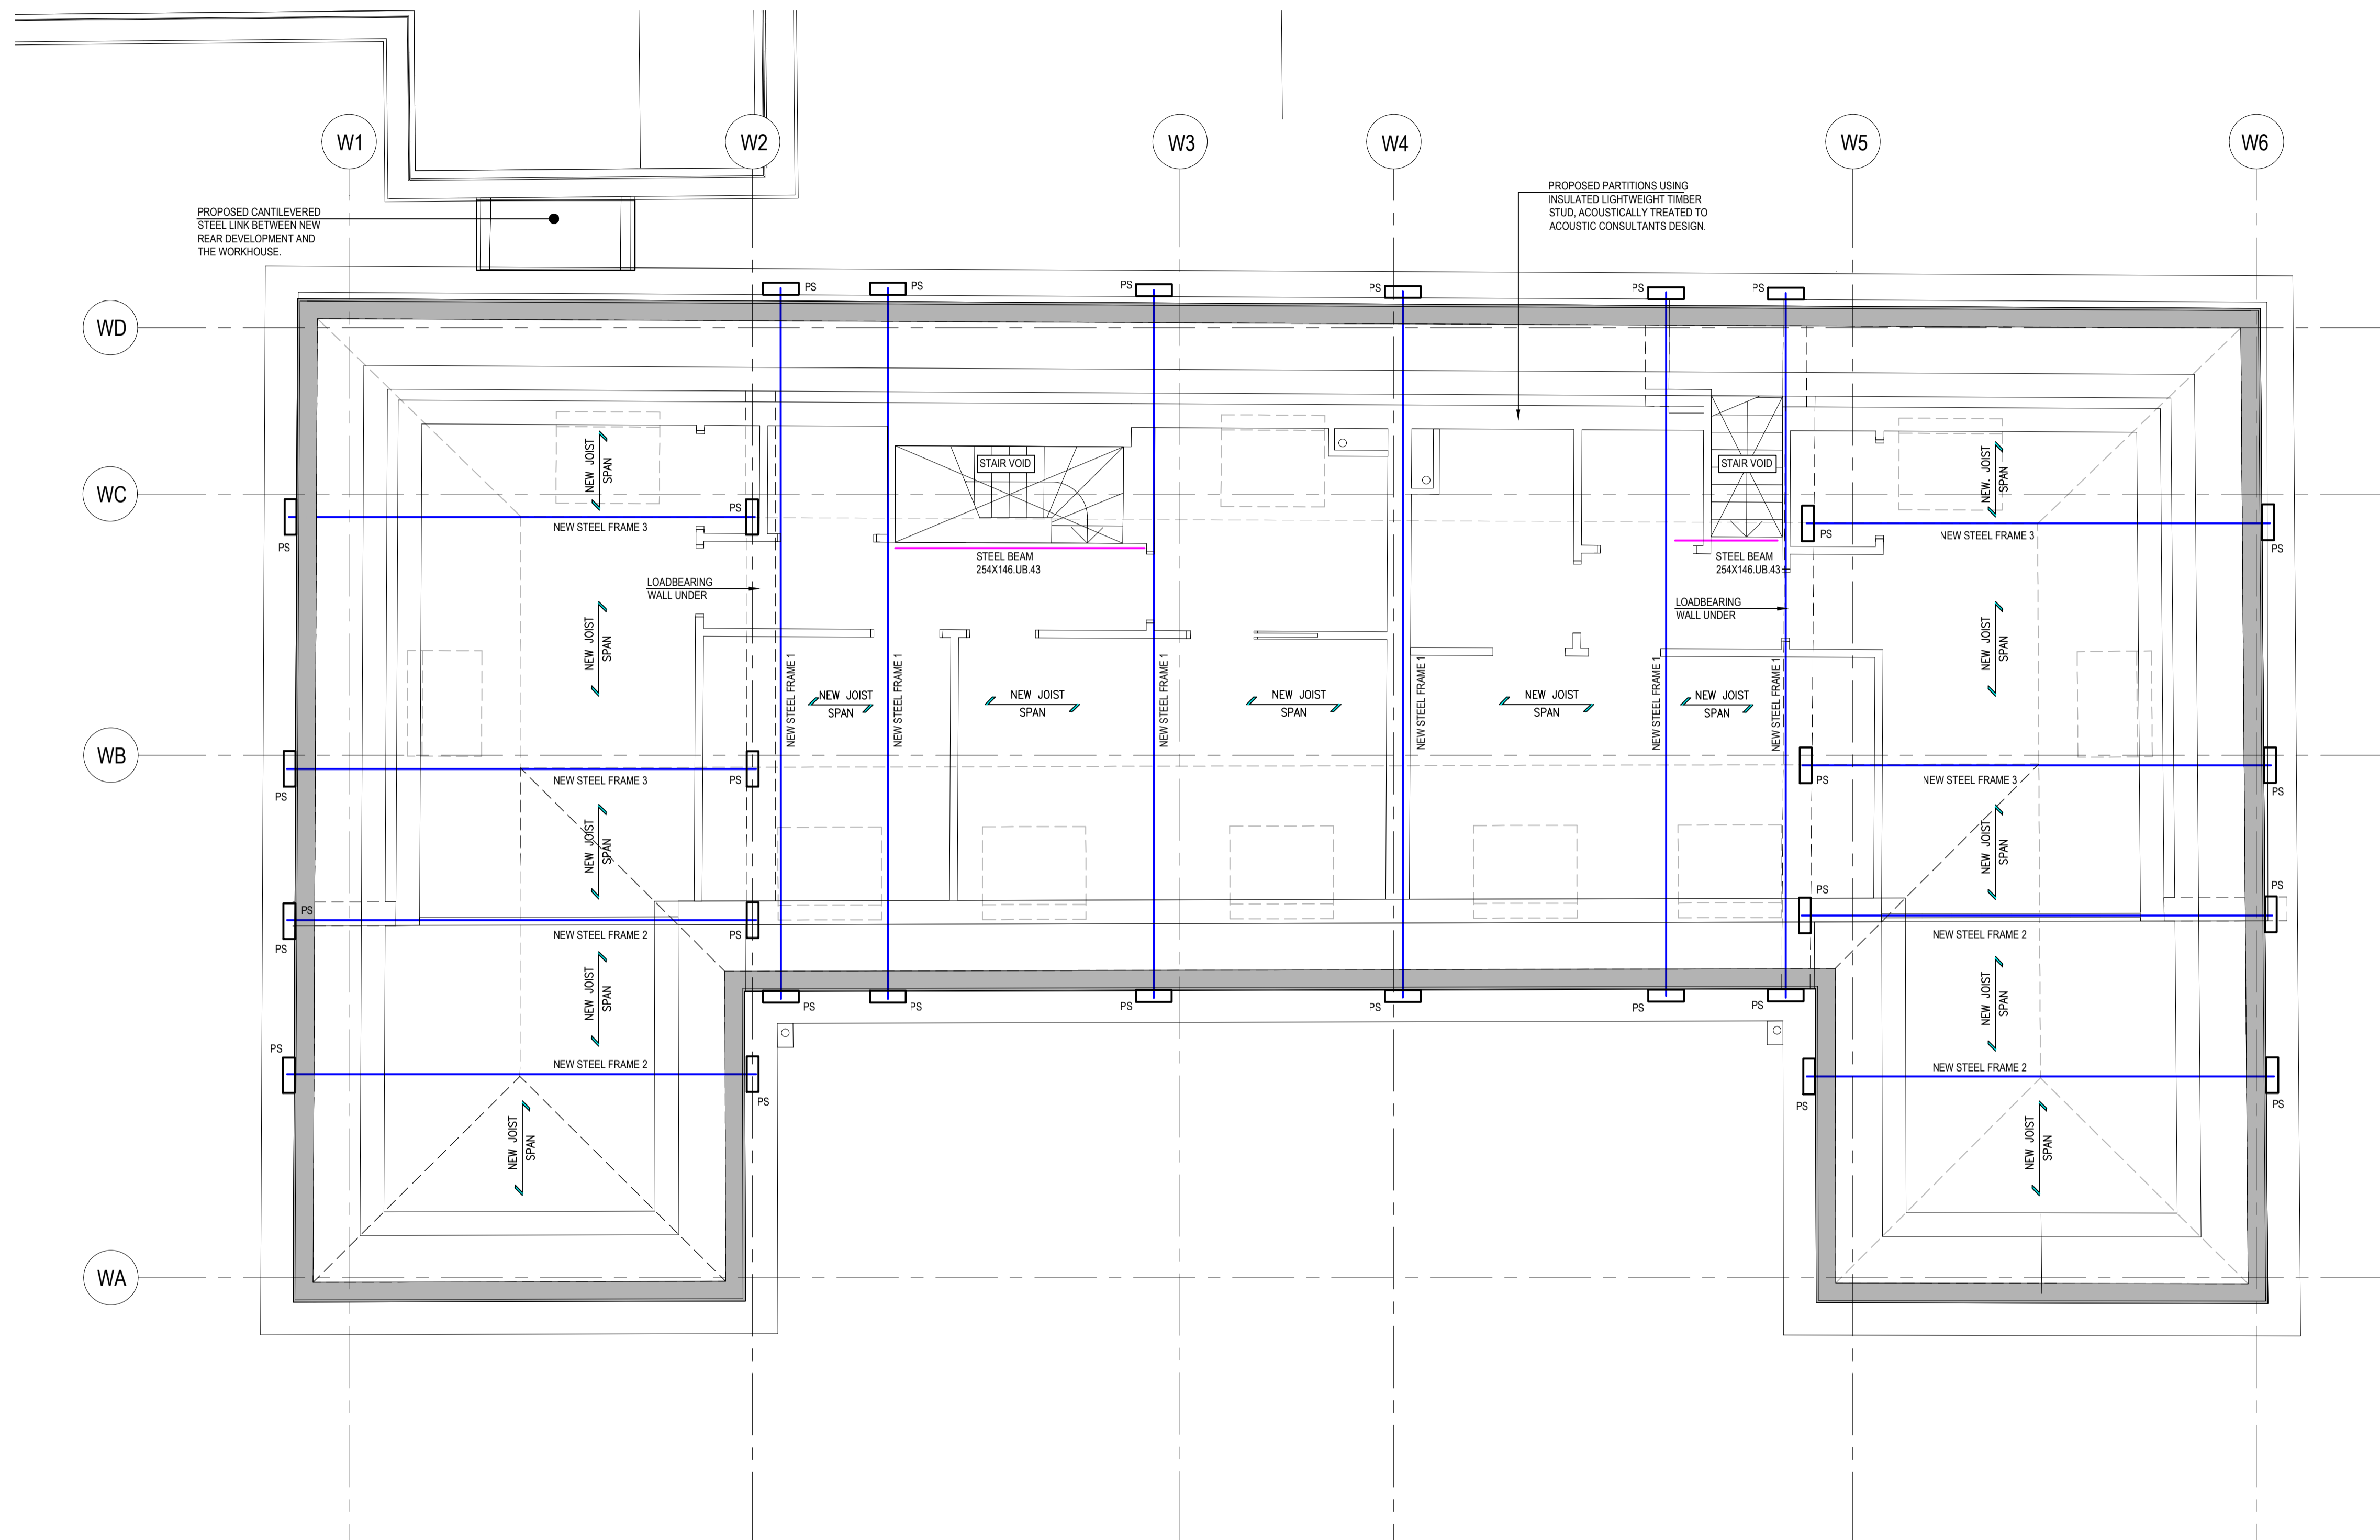 W1
W2
W3
W4
W5
W6
PROPOSED CANTILEVERED
STEEL LINK BETWEEN NEW
REAR DEVELOPMENT AND
THE WORKHOUSE.
PROPOSED PARTITIONS USING
INSULATED LIGHTWEIGHT TIMBER
STUD, ACOUSTICALLY TREATED TO
ACOUSTIC CONSULTANTS DESIGN.
PS
PS
PS
PS
PS
PS
WD
NEW JOIST
SPAN
STAIR VOID
STAIR VOID
NEW. JOIST
SPAN
WC
PS
PS
NEW STEEL FRAME 3
PS
NEW STEEL FRAME 3
PS
PS
STEEL BEAM
254X146.UB.43
STEEL BEAM
254X146.UB.43
LOADBEARING
WALL UNDER
LOADBEARING
WALL UNDER
NEW JOIST
SPAN
NEW JOIST
SPAN
NEW STEEL FRAME 1
NEW STEEL FRAME 1
NEW STEEL FRAME 1
NEW STEEL FRAME 1
NEW STEEL FRAME 1
NEW STEEL FRAME 1
NEW JOIST
SPAN
NEW JOIST
SPAN
NEW JOIST
SPAN
NEW JOIST
SPAN
NEW JOIST
SPAN
WB
PS
NEW STEEL FRAME 3
PS
PS
NEW STEEL FRAME 3
PS
NEW JOIST
SPAN
NEW JOIST
SPAN
PS
PS
PS
PS
NEW STEEL FRAME 2
PS
NEW STEEL FRAME 2
NEW JOIST
SPAN
NEW JOIST
SPAN
PS
PS
PS
PS
PS
PS
PS
NEW STEEL FRAME 2
PS
NEW STEEL FRAME 2
PS
PS
NEW JOIST
SPAN
NEW JOIST
SPAN
WA